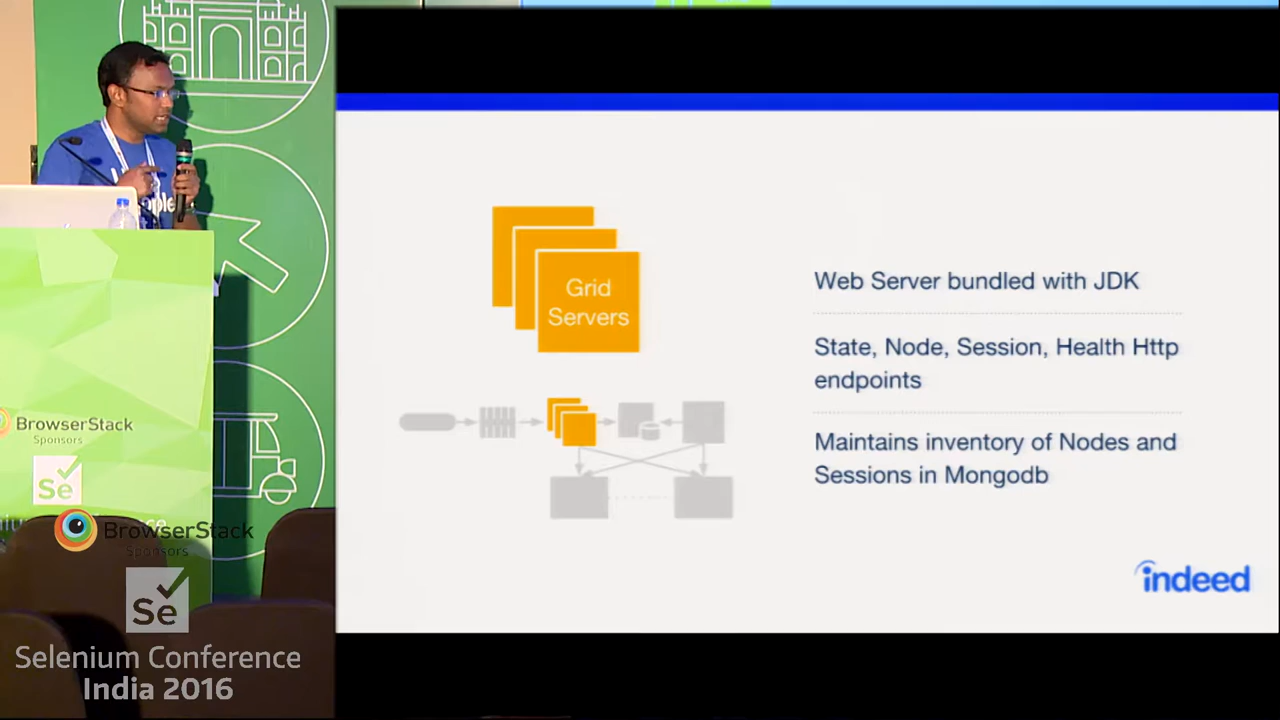 Grid
Servers
Web Server bundled with JDK
State, Node, Session, Health Http
endpoints
Maintains inventory of Nodes and
Sessions in Mongodb
indeed
BrowserStack
Sponsors
Se
BrowserStack
Sponsors
Se
Selenium Conference
India 2016